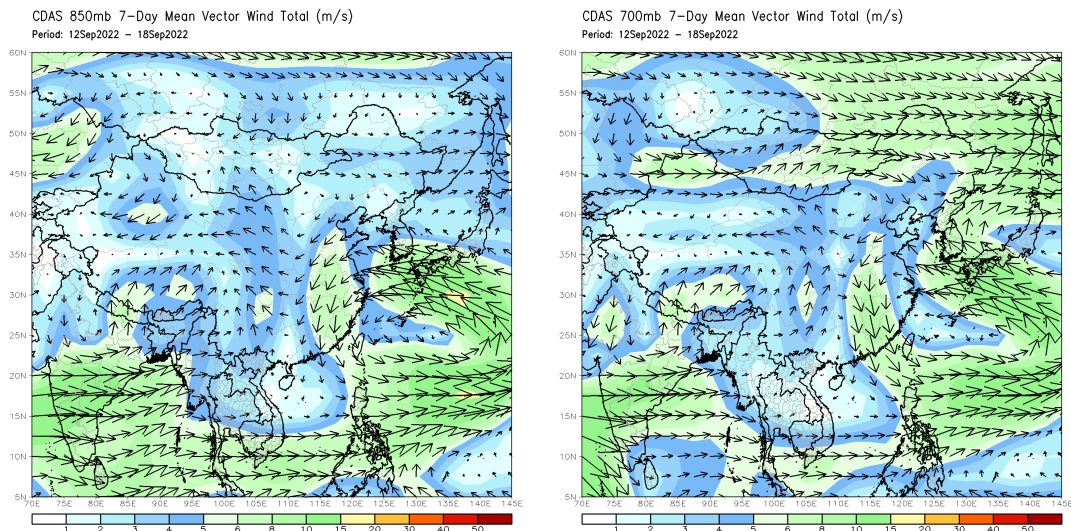 CDAS 850mb 7-Day Mean Vector Wind Total (m/s)
Period: 12Sep2022 - 18Sep2022
60N
55N
50N
45N
40N
35N
30N
25N
20N
15N
10N
5N
70E 75E 80E 85E 90E 95E 100E 105E 110E 115E 120E 125E 130E 135E 140E 145E
1 2 3 4 5 6 8 10 15 20 30 40 50
CDAS 700mb 7-Day Mean Vector Wind Total (m/s)
Period: 12Sep2022 - 18Sep2022
60N
55N
50N
45N
40N
35N
30N
25N
20N
15N
10N
5N
70E 75E 80E 85E 90E 95E 100E 105E 110E 115E 120E 125E 130E 135E 140E 145E
1 2 3 4 5 6 8 10 15 20 30 40 50